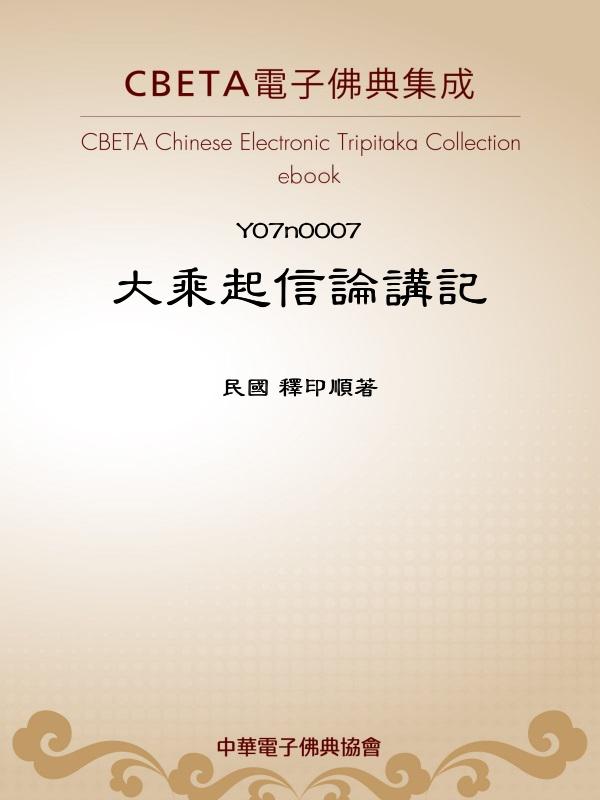 CBETA電子佛典集成
CBETA Chinese Electronic Tripitaka Collection
ebook
Y07n0007
大乘起信論講記
民國 釋印順著
中華電子佛典協會